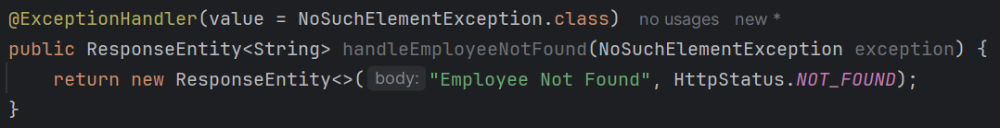 @ExceptionHandler(value = NoSuchElementException.class) no usages new *
public ResponseEntity<String> handleEmployeeNotFound(NoSuchElementException exception) {
    return new ResponseEntity<>( body: "Employee Not Found", HttpStatus.NOT_FOUND);
}